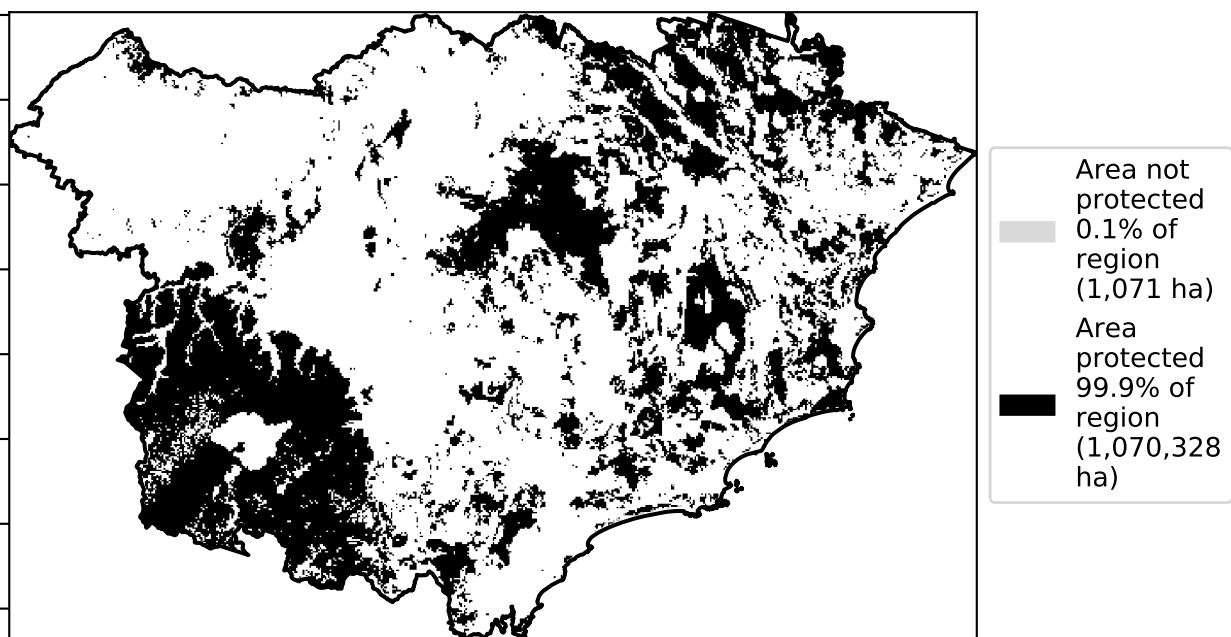 Area not
protected
0.1% of
region
(1,071 ha)
Area
protected
99.9% of
region
(1,070,328
ha)